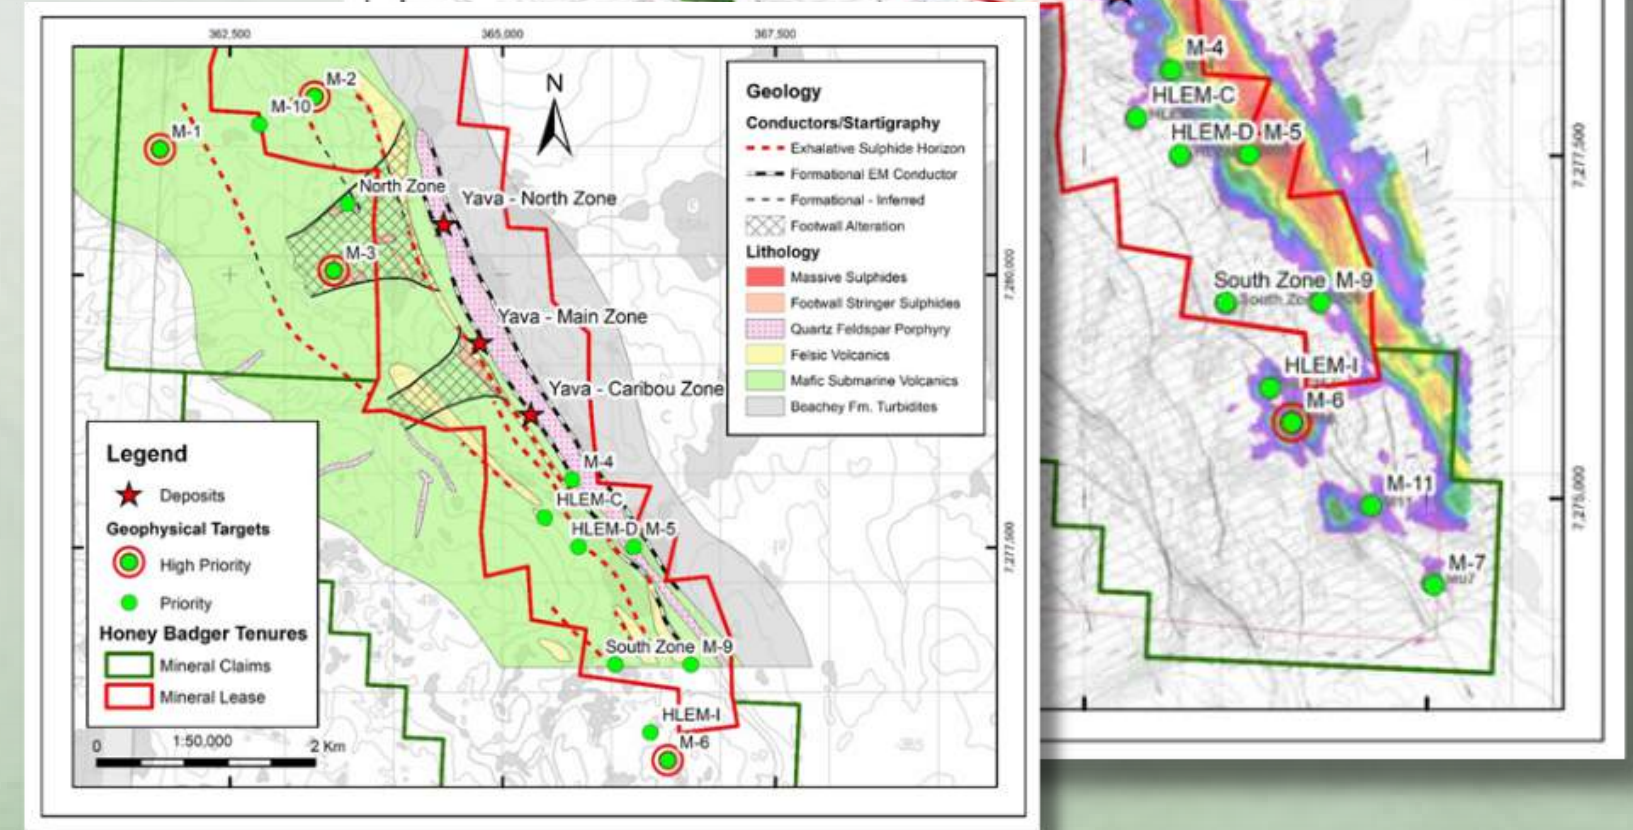 362,500
365,000
367,500
N
M-2
M-10
M-1
North Zone
M-3
Yava - North Zone
Yava - Main Zone
Yava - Caribou Zone
M-4
HLEM-C
HLEM-D M-5
South Zone M-9
HLEM-I
M-6
7,280,000
7,277,500
Geology
Conductors/Startigraphy
Exhalative Sulphide Horizon
Formational EM Conductor
Formational - Inferred
Footwall Alteration
Lithology
Massive Sulphides
Footwall Stringer Sulphides
Quartz Feldspar Porphyry
Felsic Volcanics
Mafic Submarine Volcanics
Beachey Fm. Turbidites
Legend
Deposits
Geophysical Targets
High Priority
Priority
Honey Badger Tenures
Mineral Claims
Mineral Lease
0
1:50,000
2 Km
M-4
HLEM-C
HLEM-D M-5
South Zone M-9
HLEM-I
M-6
M-11
M-7
7,277,500
7,275,000